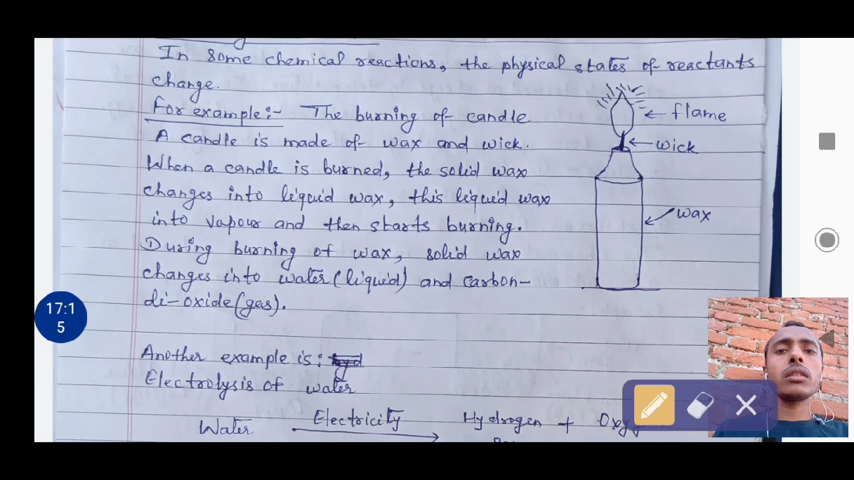 In some chemical reactions, the physical states of reactants
change.
For example:- The burning of candle
A candle is made of wax and wick.
When a candle is burned, the solid wax
changes into liquid wax, this liquid wax
into vapour and then starts burning.
During burning of wax, solid wax
changes into water (liquid) and carbon-
di-oxide (gas).
flame
wick
wax
17:1
5
Another example is:
Electrolysis of water
Water Electricity Hydrogen +